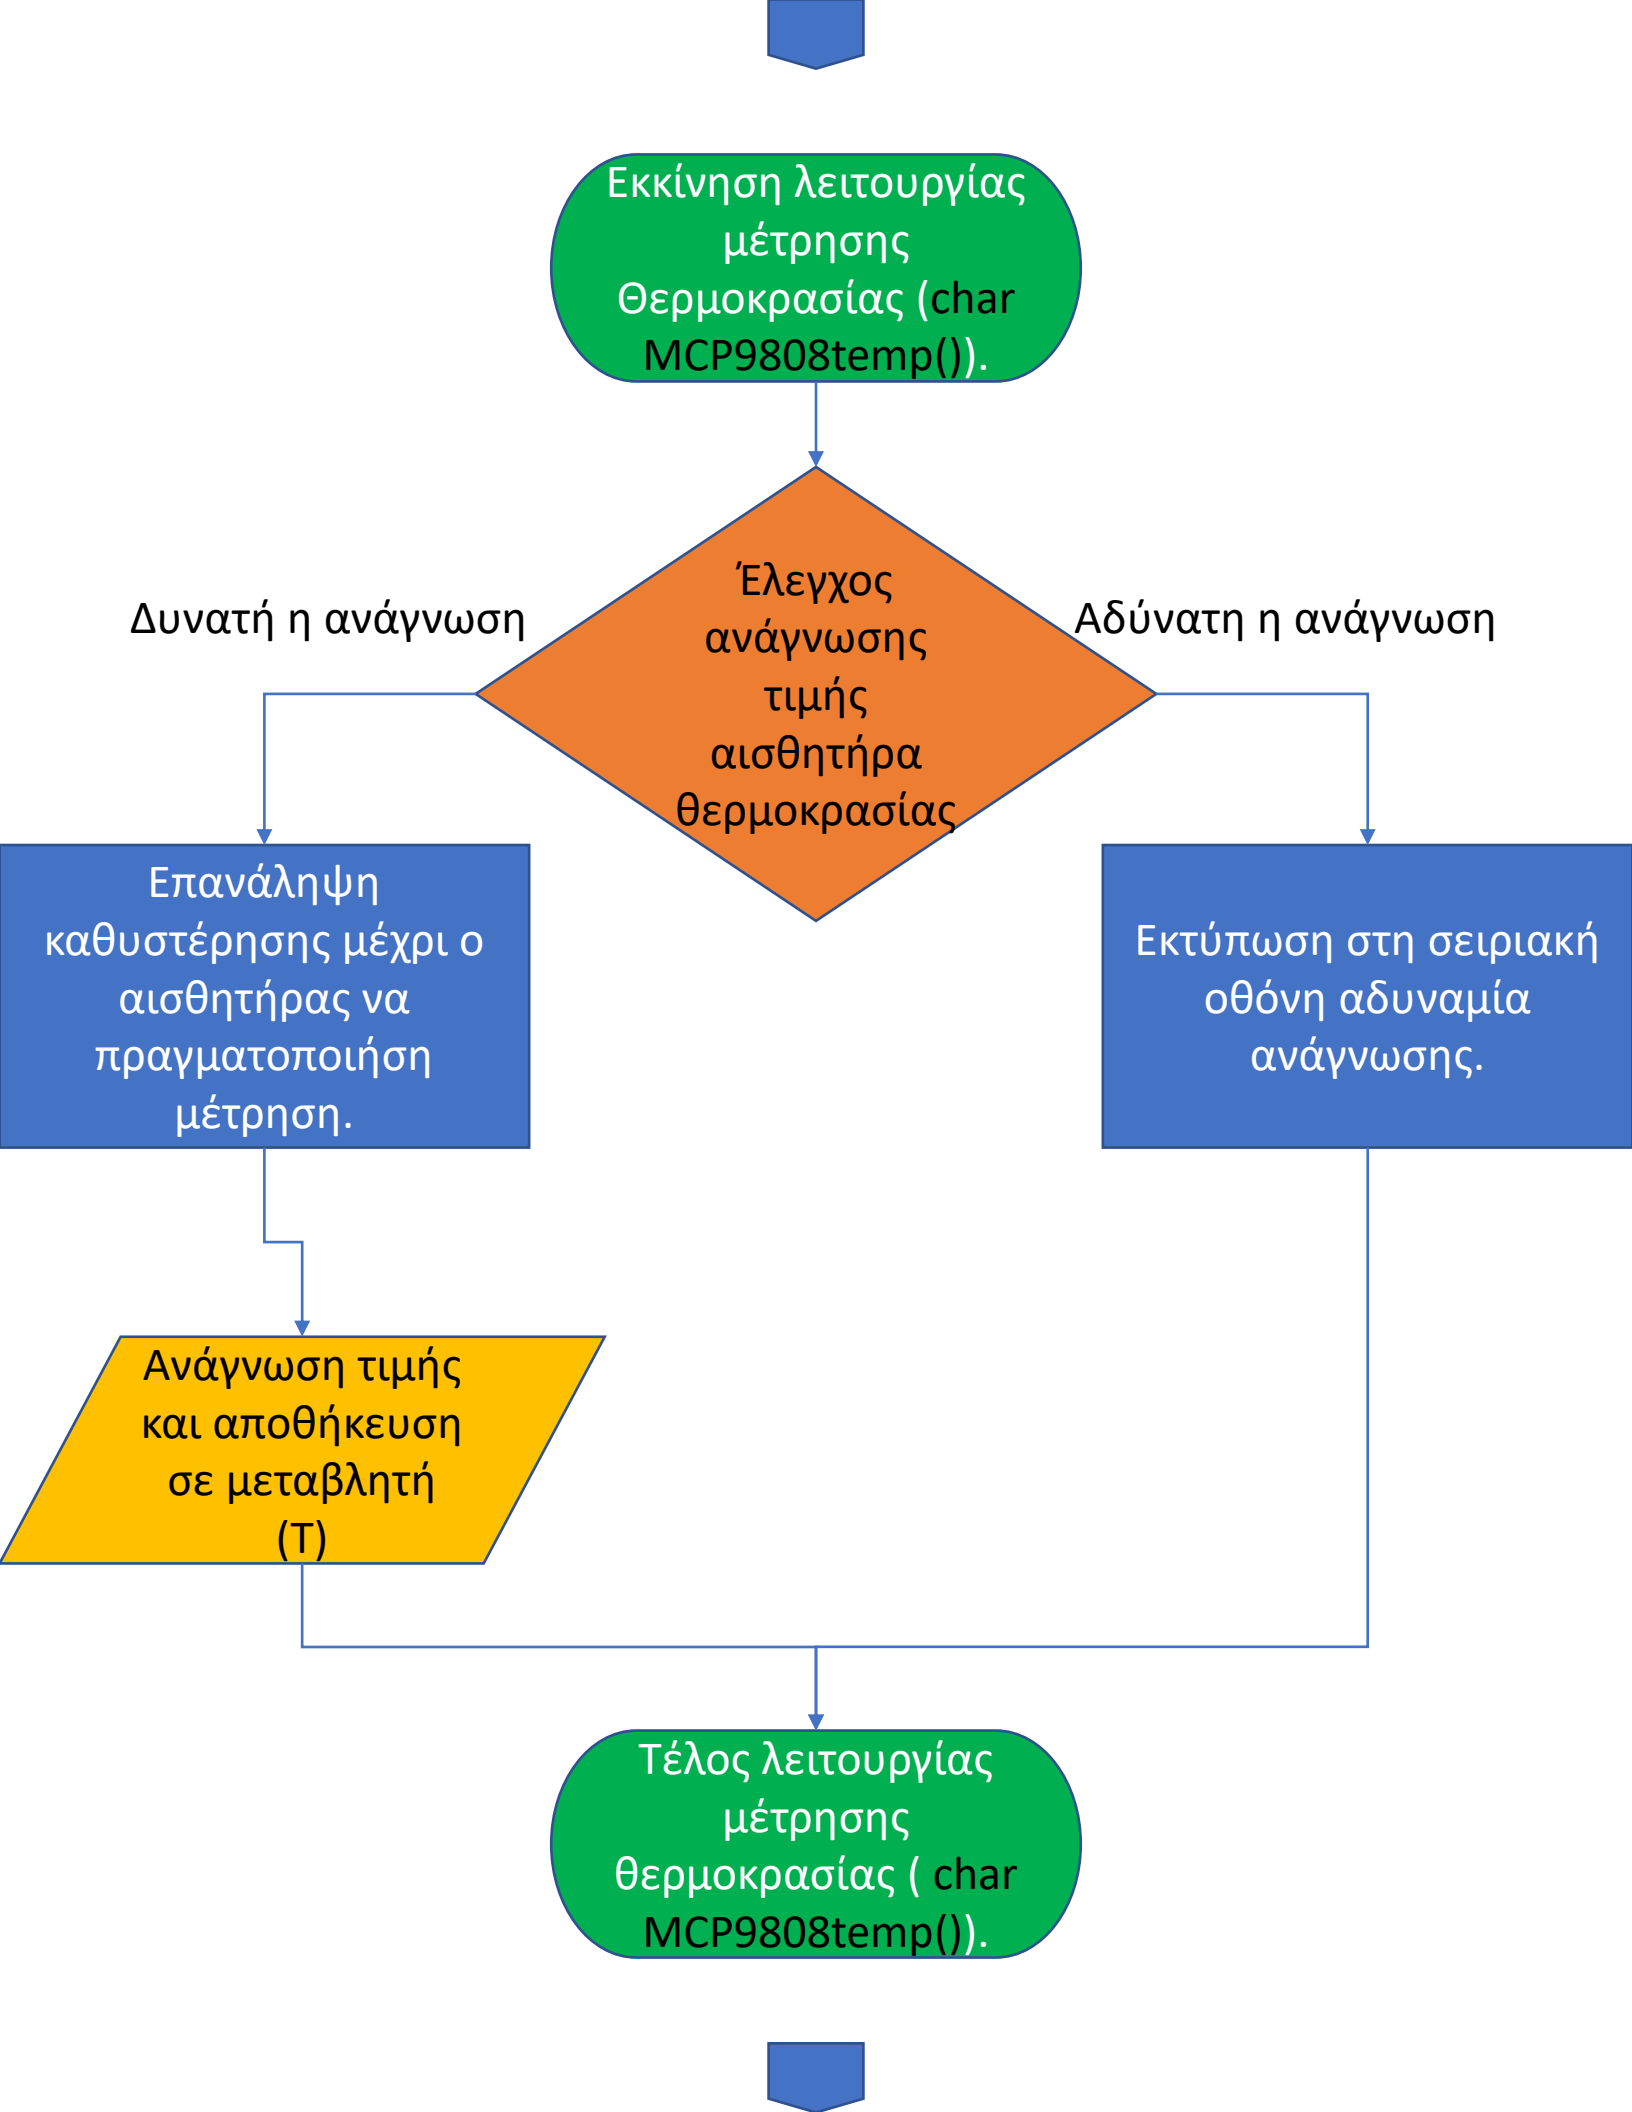 Εκκίνηση λειτουργίας
μέτρησης
Θερμοκρασίας (char
MCP9808temp()).
Έλεγχος
ανάγνωσης
τιμής
αισθητήρα
θερμοκρασίας
Δυνατή η ανάγνωση
Αδύνατη η ανάγνωση
Επανάληψη
καθυστέρησης μέχρι ο
αισθητήρας να
πραγματοποιήση
μέτρηση.
Εκτύπωση στη σειριακή
οθόνη αδυναμία
ανάγνωσης.
Ανάγνωση τιμής
και αποθήκευση
σε μεταβλητή
(T)
Τέλος λειτουργίας
μέτρησης
θερμοκρασίας ( char
MCP9808temp()).